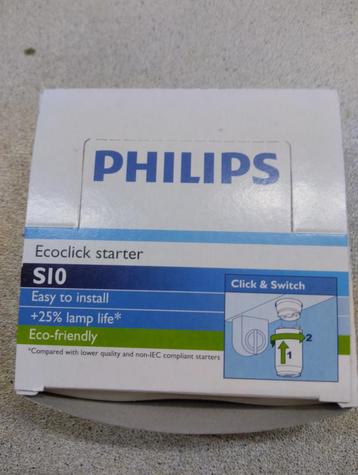 PHILIPS
Ecoclick starter
S10
Easy to install
+25% lamp life*
Eco-friendly
*Compared with lower quality and non-IEC compliant starters
Click & Switch
2
1